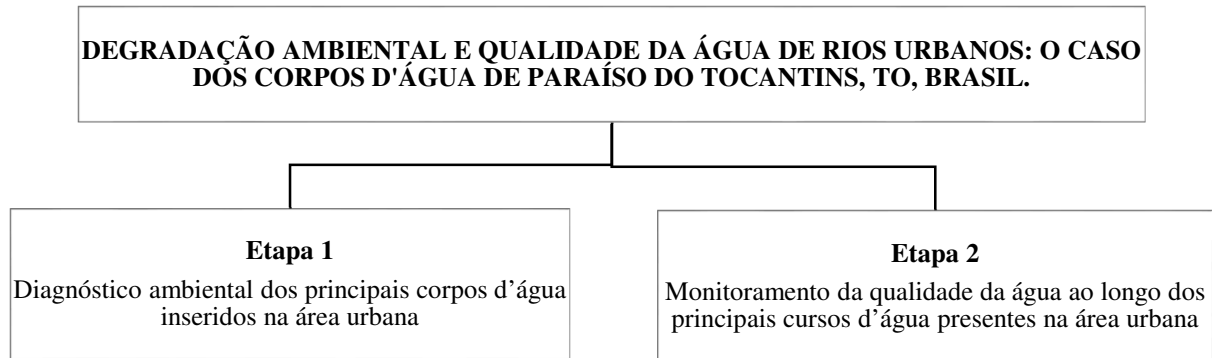 DEGRADAÇÃO AMBIENTAL E QUALIDADE DA ÁGUA DE RIOS URBANOS: O CASO
DOS CORPOS D'ÁGUA DE PARAÍSO DO TOCANTINS, TO, BRASIL.
Etapa 1
Diagnóstico ambiental dos principais corpos d’água
inseridos na área urbana
Etapa 2
Monitoramento da qualidade da água ao longo dos
principais cursos d’água presentes na área urbana